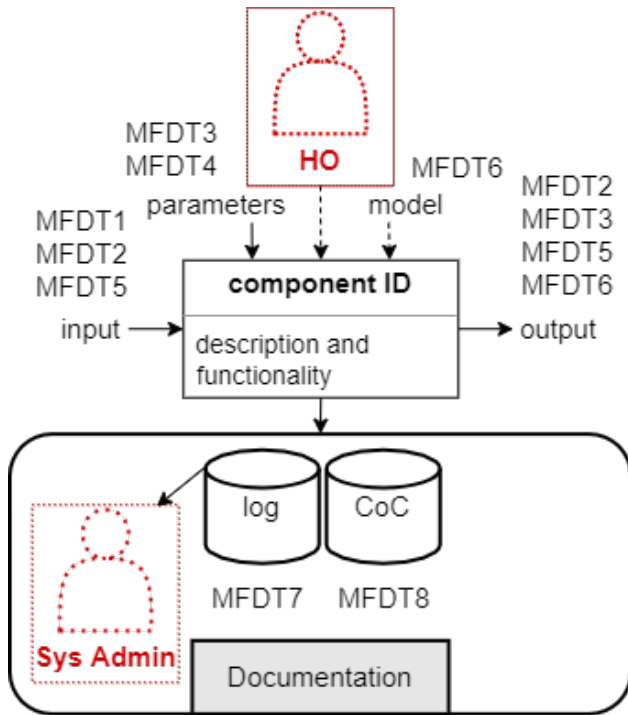 HO
MFDT3
MFDT4
parameters
MFDT6
model
MFDT1
MFDT2
MFDT5
input
MFDT2
MFDT3
MFDT5
MFDT6
output
component ID
description and
functionality
log
CoC
MFDT7
MFDT8
Sys Admin
Documentation